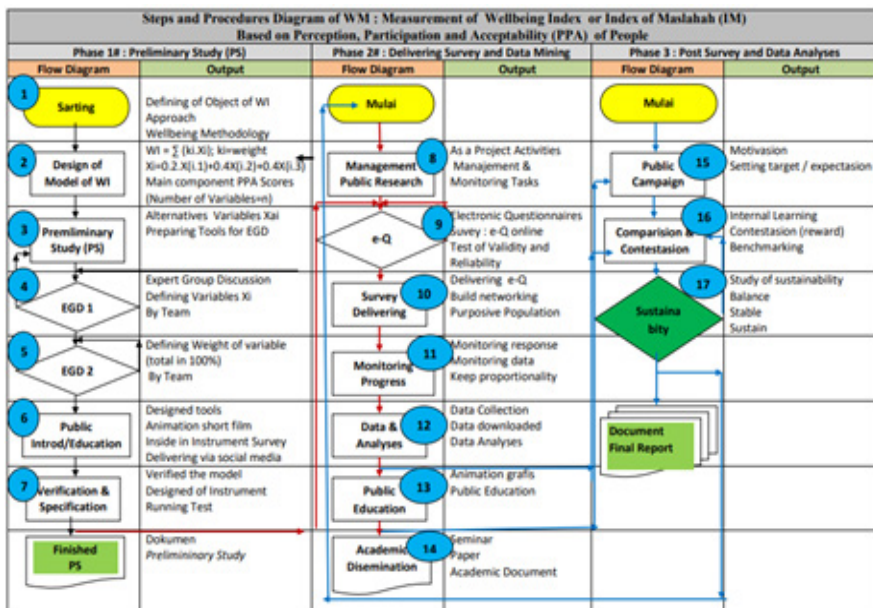 Steps and Procedures Diagram of WM : Measurement of Wellbeing Index or Index of Maslahah (IM)
Based on Perception, Participation and Acceptability (PPA) of People
Phase 1# : Preliminary Study (PS)
Phase 2# : Delivering Survey and Data Mining
Phase 3 : Post Survey and Data Analyses
Flow Diagram
Output
Flow Diagram
Output
Flow Diagram
Output
1
Sarting
Defining of Object of WI
Approach
Wellbeing Methodology
2
Design of
Model of WI
WI = ∑ (ki.Xi); ki=weight
Xi=0.2.X(i.1)+0.4X(i.2)+0.4X(i.3)
Main component PPA Scores
(Number of Variables=n)
3
Premliminary
Study (PS)
Alternatives Variables Xai
Preparing Tools for EGD
4
EGD 1
Expert Group Discussion
Defining Variables Xi
By Team
5
EGD 2
Defining Weight of variable
(total in 100%)
By Team
6
Public
Introd/Education
Designed tools
Animation short film
Inside in Instrument Survey
Delivering via social media
7
Verification &
Specification
Verified the model
Designed of Instrument
Running Test
Finished
PS
Dokumen
Prelimininary Study
Mulai
8
Management
Public Research
As a Project Activities
Manajement &
Monitoring Tasks
9
e-Q
Electronic Questionnaires
Suvey : e-Q online
Test of Validity and
Reliability
10
Survey
Delivering
Delivering e-Q
Build networking
Purposive Population
11
Monitoring
Progress
Monitoring response
Monitoring data
Keep proportionality
12
Data &
Analyses
Data Collection
Data downloaded
Data Analyses
13
Public
Education
Animation grafis
Public Education
14
Academic
Disemination
Seminar
Paper
Academic Document
Mulai
15
Public
Campaign
Motivasion
Setting target / expectasion
16
Comparision &
Contestasion
Internal Learning
Contestasion (reward)
Benchmarking
17
Sustaina
bity
Study of sustainability
Balance
Stable
Sustain
Document
Final Report